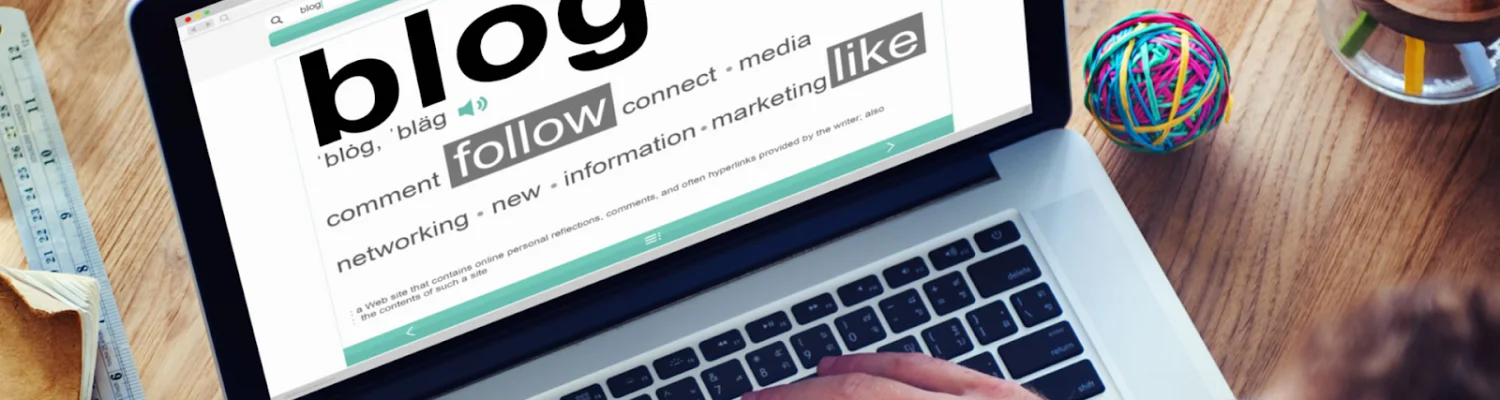 blog
blog
ˈblȯg, ˈbläg
comment follow connect • media
networking • new • information • marketing like
: a Web site that contains online personal reflections, comments, and often hyperlinks provided by the writer; also
: the contents of such a site
delete
return
shift